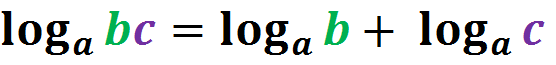 logₐ bc = logₐ b + logₐ c